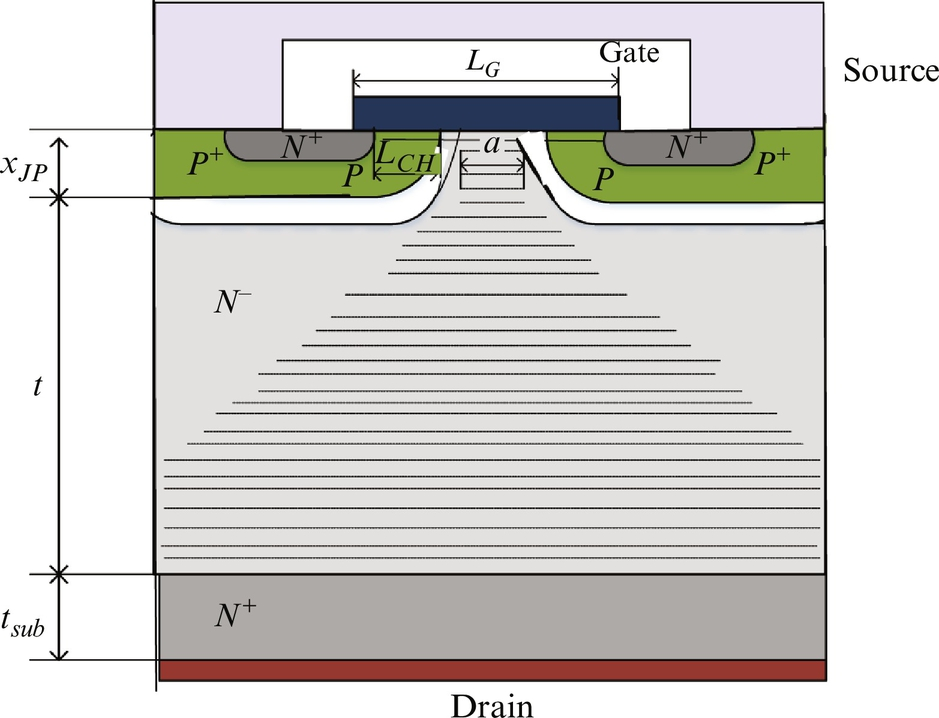 Gate
L_G
Source
N⁺
N⁺
x_JP
P⁺
L_CH
a
P⁺
P
P
N⁻
t
N⁺
t_sub
Drain